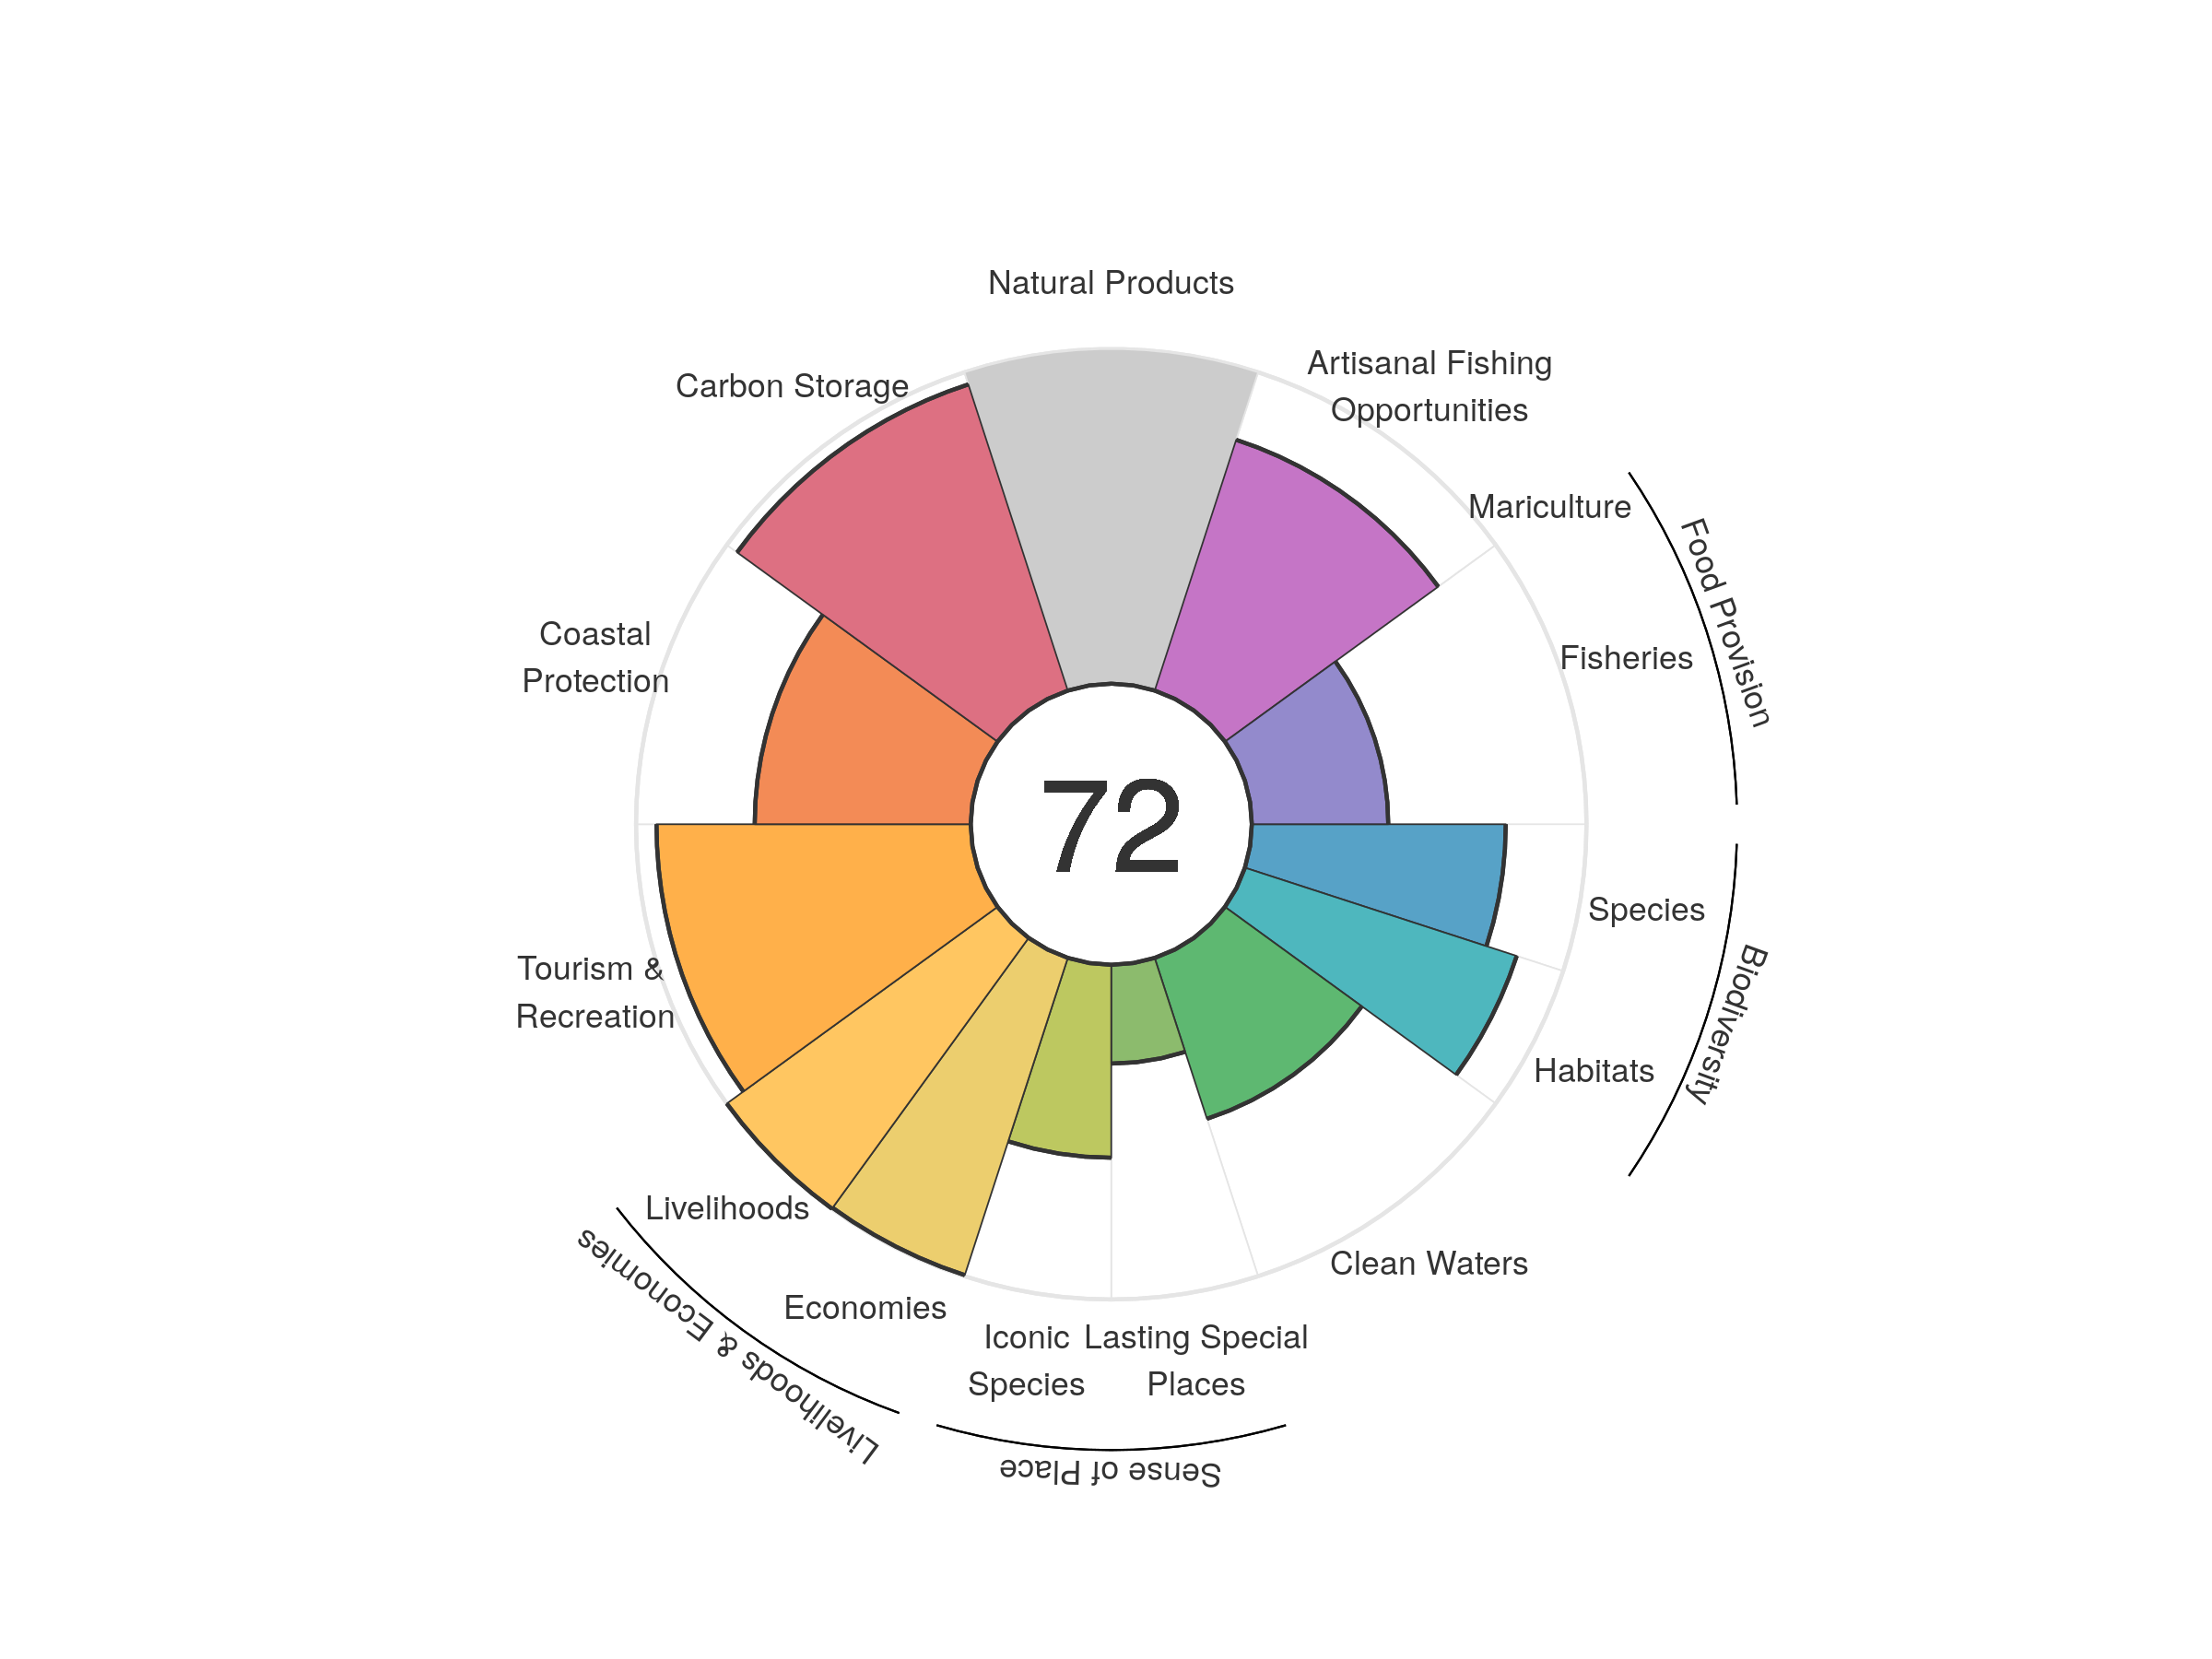 Natural Products
Artisanal Fishing
Opportunities
Carbon Storage
Mariculture
Food Provision
Fisheries
Coastal
Protection
72
Species
Biodiversity
Tourism &
Recreation
Habitats
Livelihoods
Clean Waters
Livelihoods & Economies
Economies
Iconic
Species
Lasting Special
Places
Sense of Place